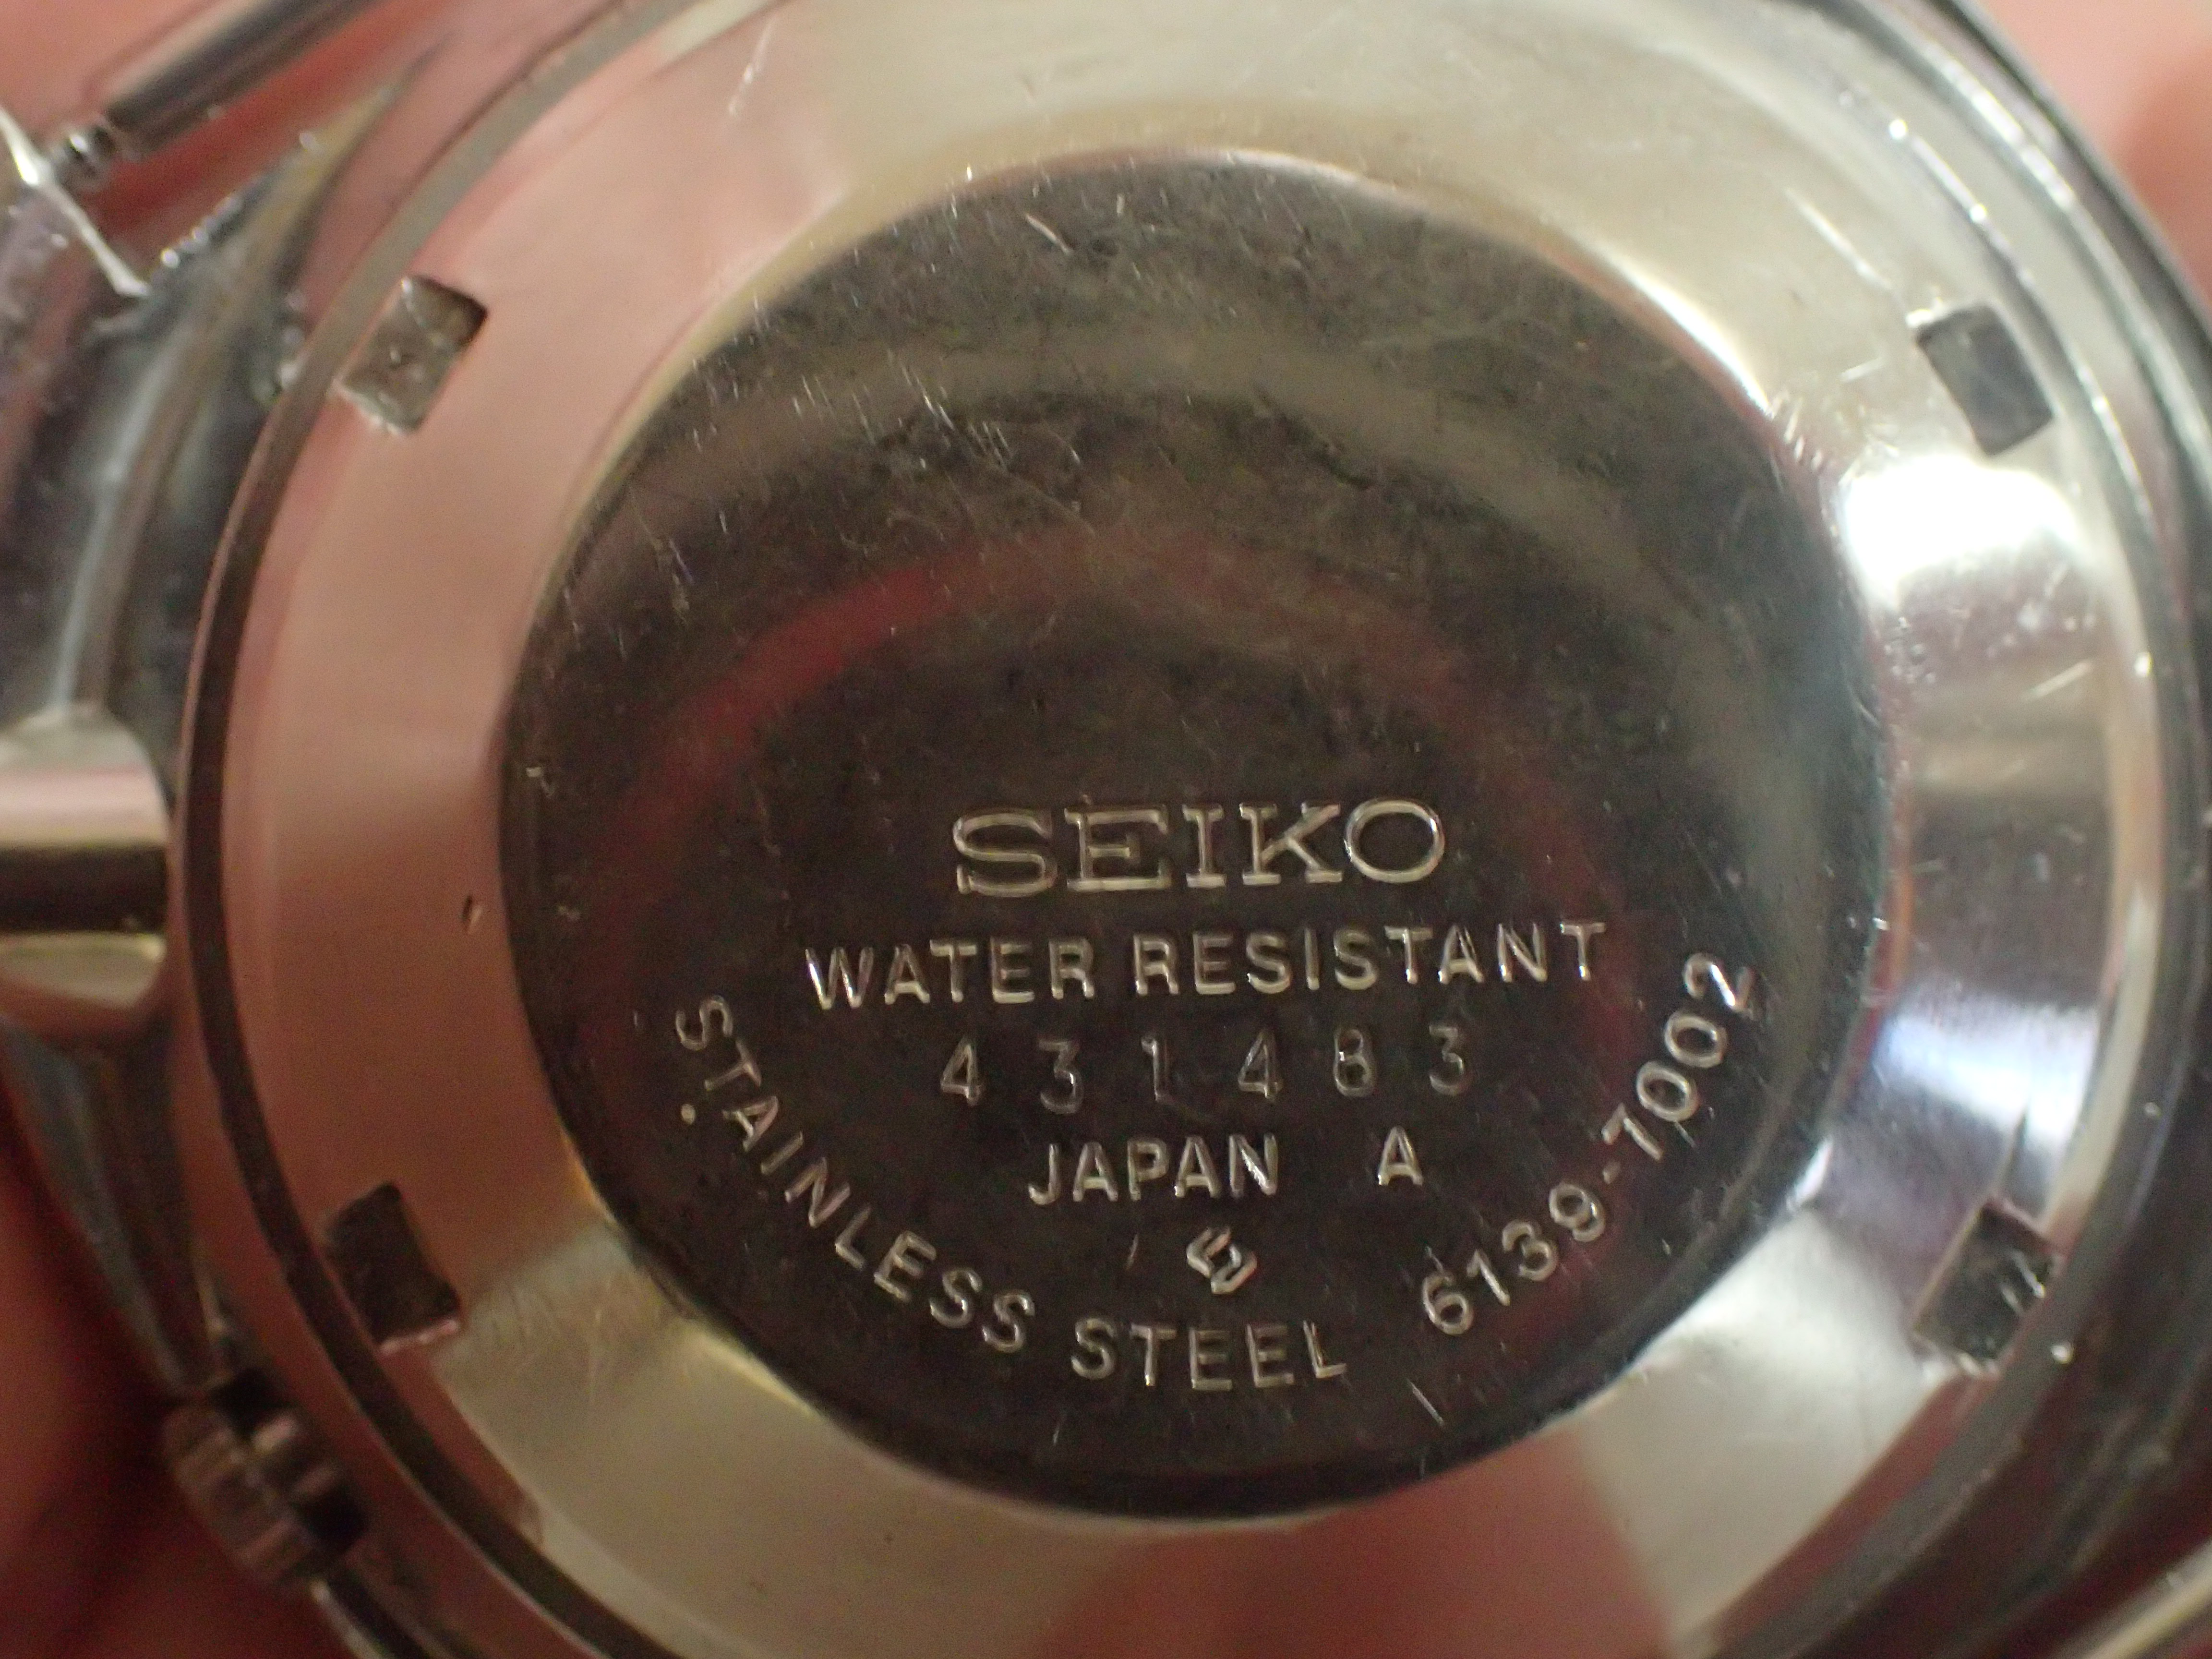 SEIKO
WATER RESISTANT
431483
JAPAN A
STAINLESS STEEL 6139-7002